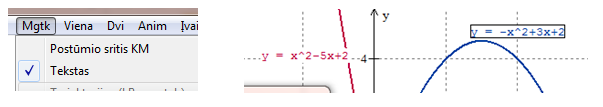 Mgtk Viena Dvi Anim
Postūmio sritis KM
Tekstas
y = -x^2+3x+2
y = x^2-5x+2
4
y